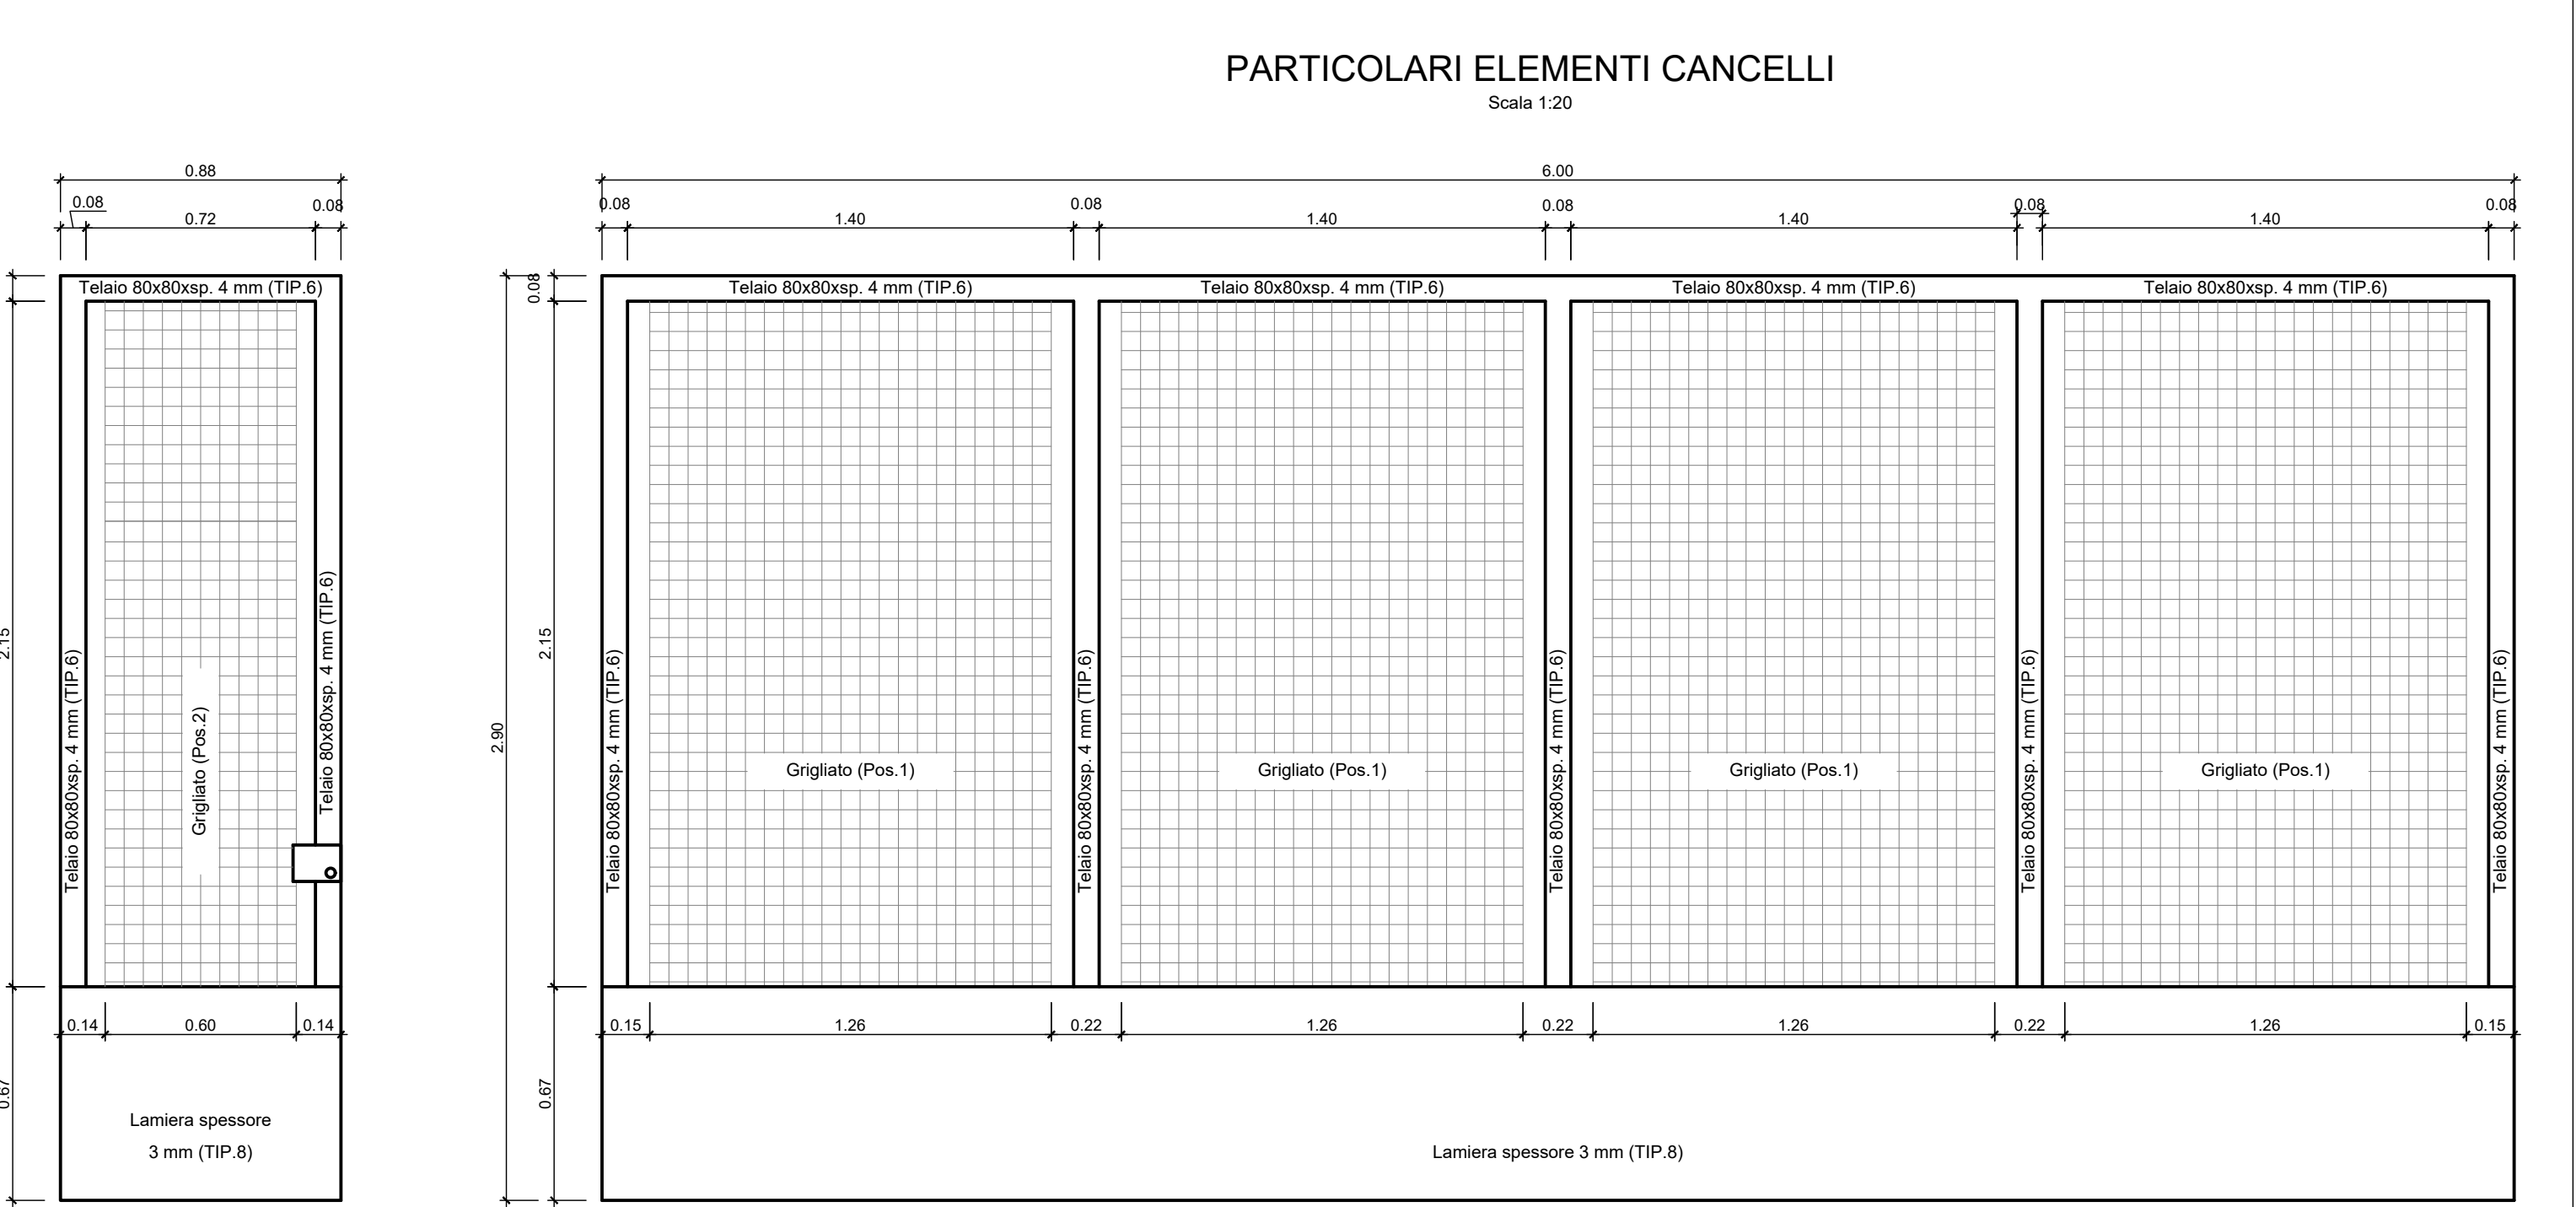 PARTICOLARI ELEMENTI CANCELLI
Scala 1:20
0.88
0.08
0.72
0.08
Telaio 80x80xsp. 4 mm (TIP.6)
2.15
Telaio 80x80xsp. 4 mm (TIP.6)
Grigliato (Pos.2)
Telaio 80x80xsp. 4 mm (TIP.6)
0.14
0.60
0.14
0.67
Lamiera spessore
3 mm (TIP.8)
6.00
0.08
1.40
0.08
1.40
0.08
1.40
0.08
1.40
0.08
0.08
2.15
2.90
0.67
Telaio 80x80xsp. 4 mm (TIP.6)
Telaio 80x80xsp. 4 mm (TIP.6)
Telaio 80x80xsp. 4 mm (TIP.6)
Telaio 80x80xsp. 4 mm (TIP.6)
Telaio 80x80xsp. 4 mm (TIP.6)
Grigliato (Pos.1)
Telaio 80x80xsp. 4 mm (TIP.6)
Grigliato (Pos.1)
Telaio 80x80xsp. 4 mm (TIP.6)
Grigliato (Pos.1)
Telaio 80x80xsp. 4 mm (TIP.6)
Grigliato (Pos.1)
Telaio 80x80xsp. 4 mm (TIP.6)
0.15
1.26
0.22
1.26
0.22
1.26
0.22
1.26
0.15
Lamiera spessore 3 mm (TIP.8)